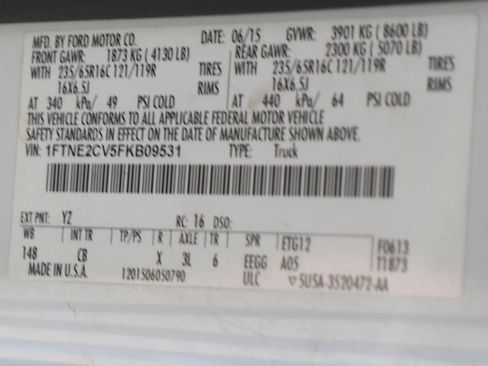 MFD. BY FORD MOTOR CO. DATE: 06/15 GVWR: 3901 KG ( 8600 LB)
FRONT GAWR: 1873 KG ( 4130 LB) REAR GAWR: 2300 KG ( 5070 LB)
WITH 235/65R16C 121/119R TIRES WITH 235/65R16C 121/119R TIRES
16X6.5J RIMS 16X6.5J RIMS
AT 340 kPa/ 49 PSI COLD AT 440 kPa/ 64 PSI COLD
THIS VEHICLE CONFORMS TO ALL APPLICABLE FEDERAL MOTOR VEHICLE
SAFETY STANDARDS IN EFFECT ON THE DATE OF MANUFACTURE SHOWN ABOVE.
VIN: 1FTNE2CV5FKB09531 TYPE: Truck
EXT PNT: YZ RC: 16 DSO:
WB INT TR TP/PS R AXLE TR SPR ETG12 F0613
148 CB X 3L 6 EEGG A05 T1873
MADE IN U.S.A. 1201506050790 ULC ▽ SU5A-3520472-AA